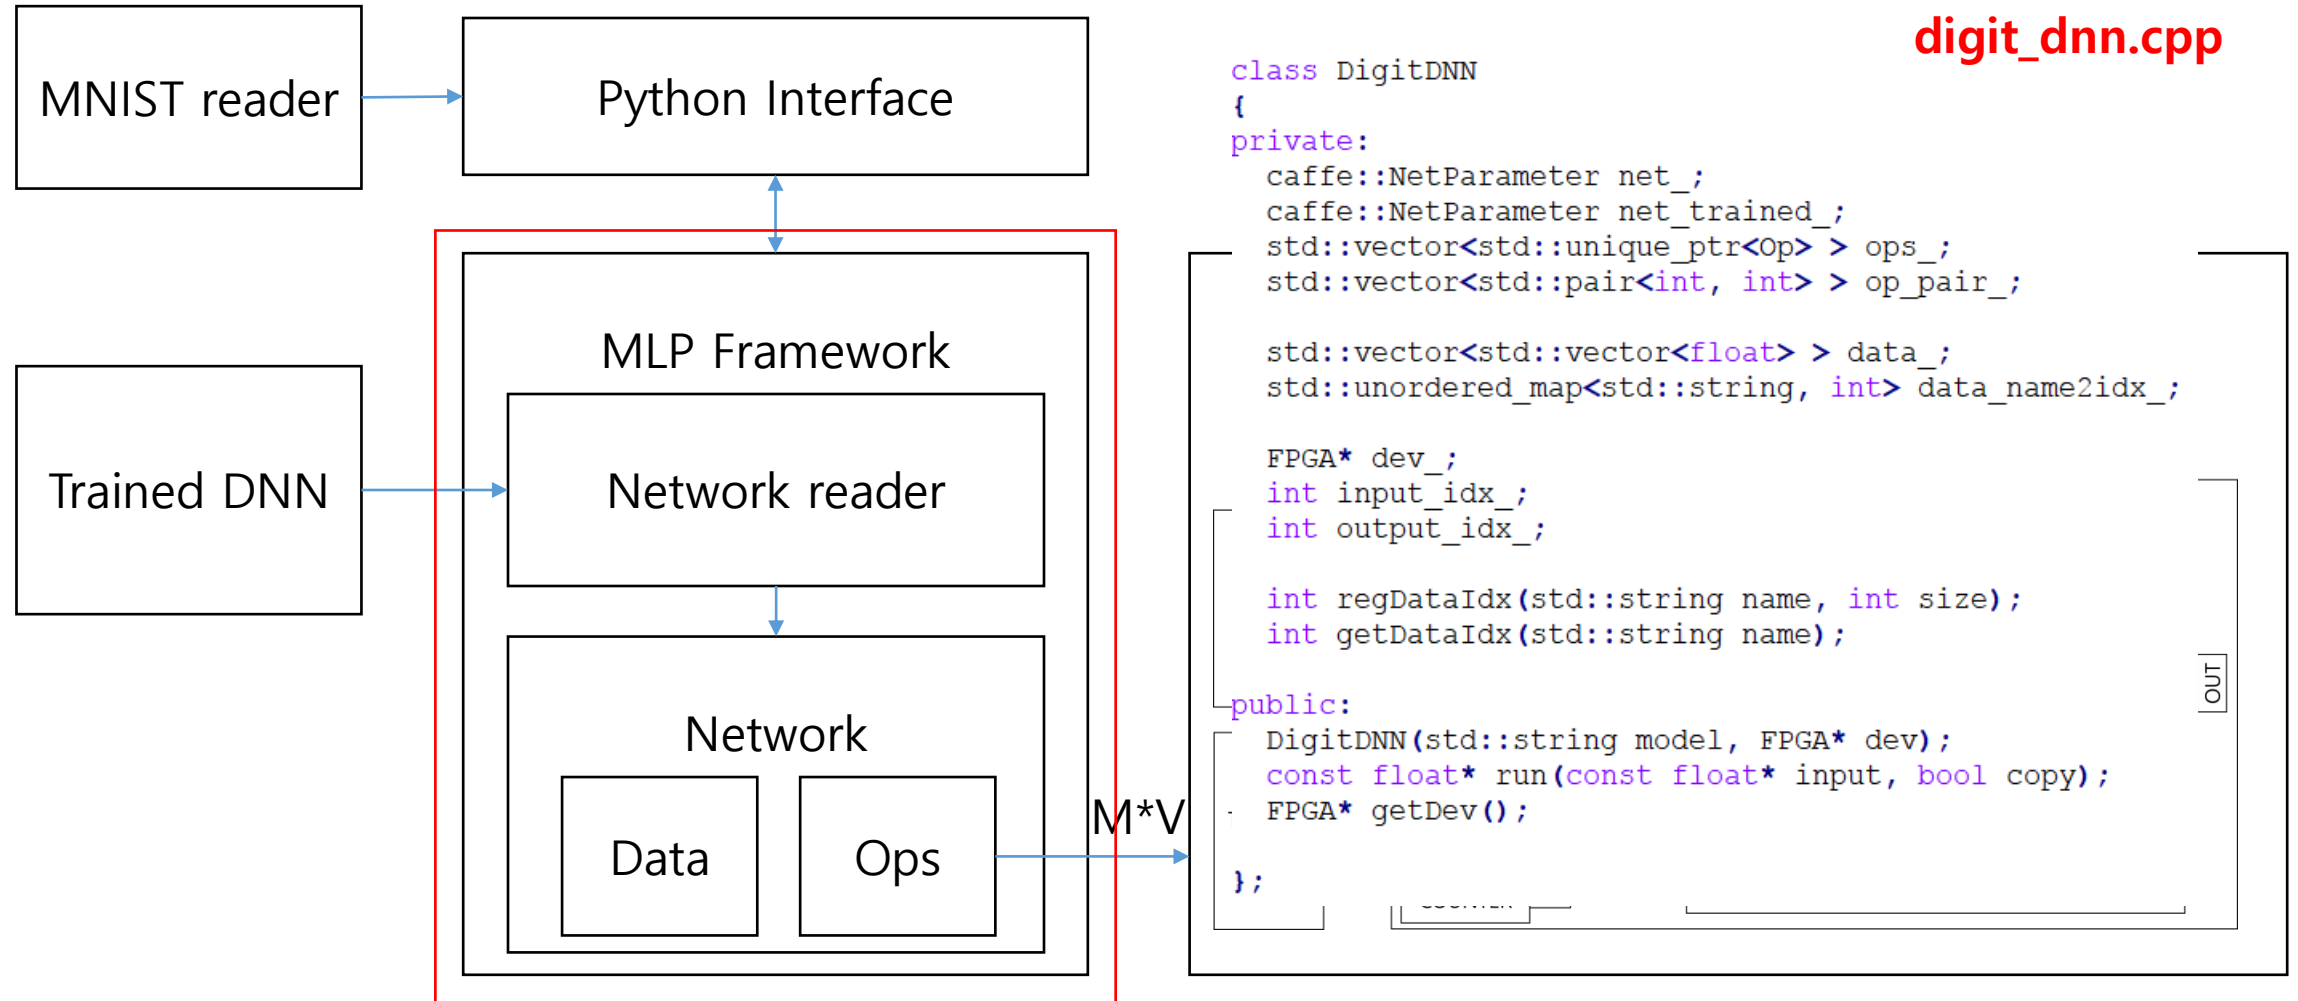 MNIST reader
Python Interface
Trained DNN
MLP Framework
Network reader
Network
Data
Ops
M*V
digit_dnn.cpp
class DigitDNN
{
private:
caffe::NetParameter net_;
caffe::NetParameter net_trained_;
std::vector<std::unique_ptr<Op> > ops_;
std::vector<std::pair<int, int> > op_pair_;
std::vector<std::vector<float> > data_;
std::unordered_map<std::string, int> data_name2idx_;
FPGA* dev_;
int input_idx_;
int output_idx_;
int regDataIdx(std::string name, int size);
int getDataIdx(std::string name);
public:
DigitDNN(std::string model, FPGA* dev);
const float* run(const float* input, bool copy);
FPGA* getDev();
};
OUT
COUNTER